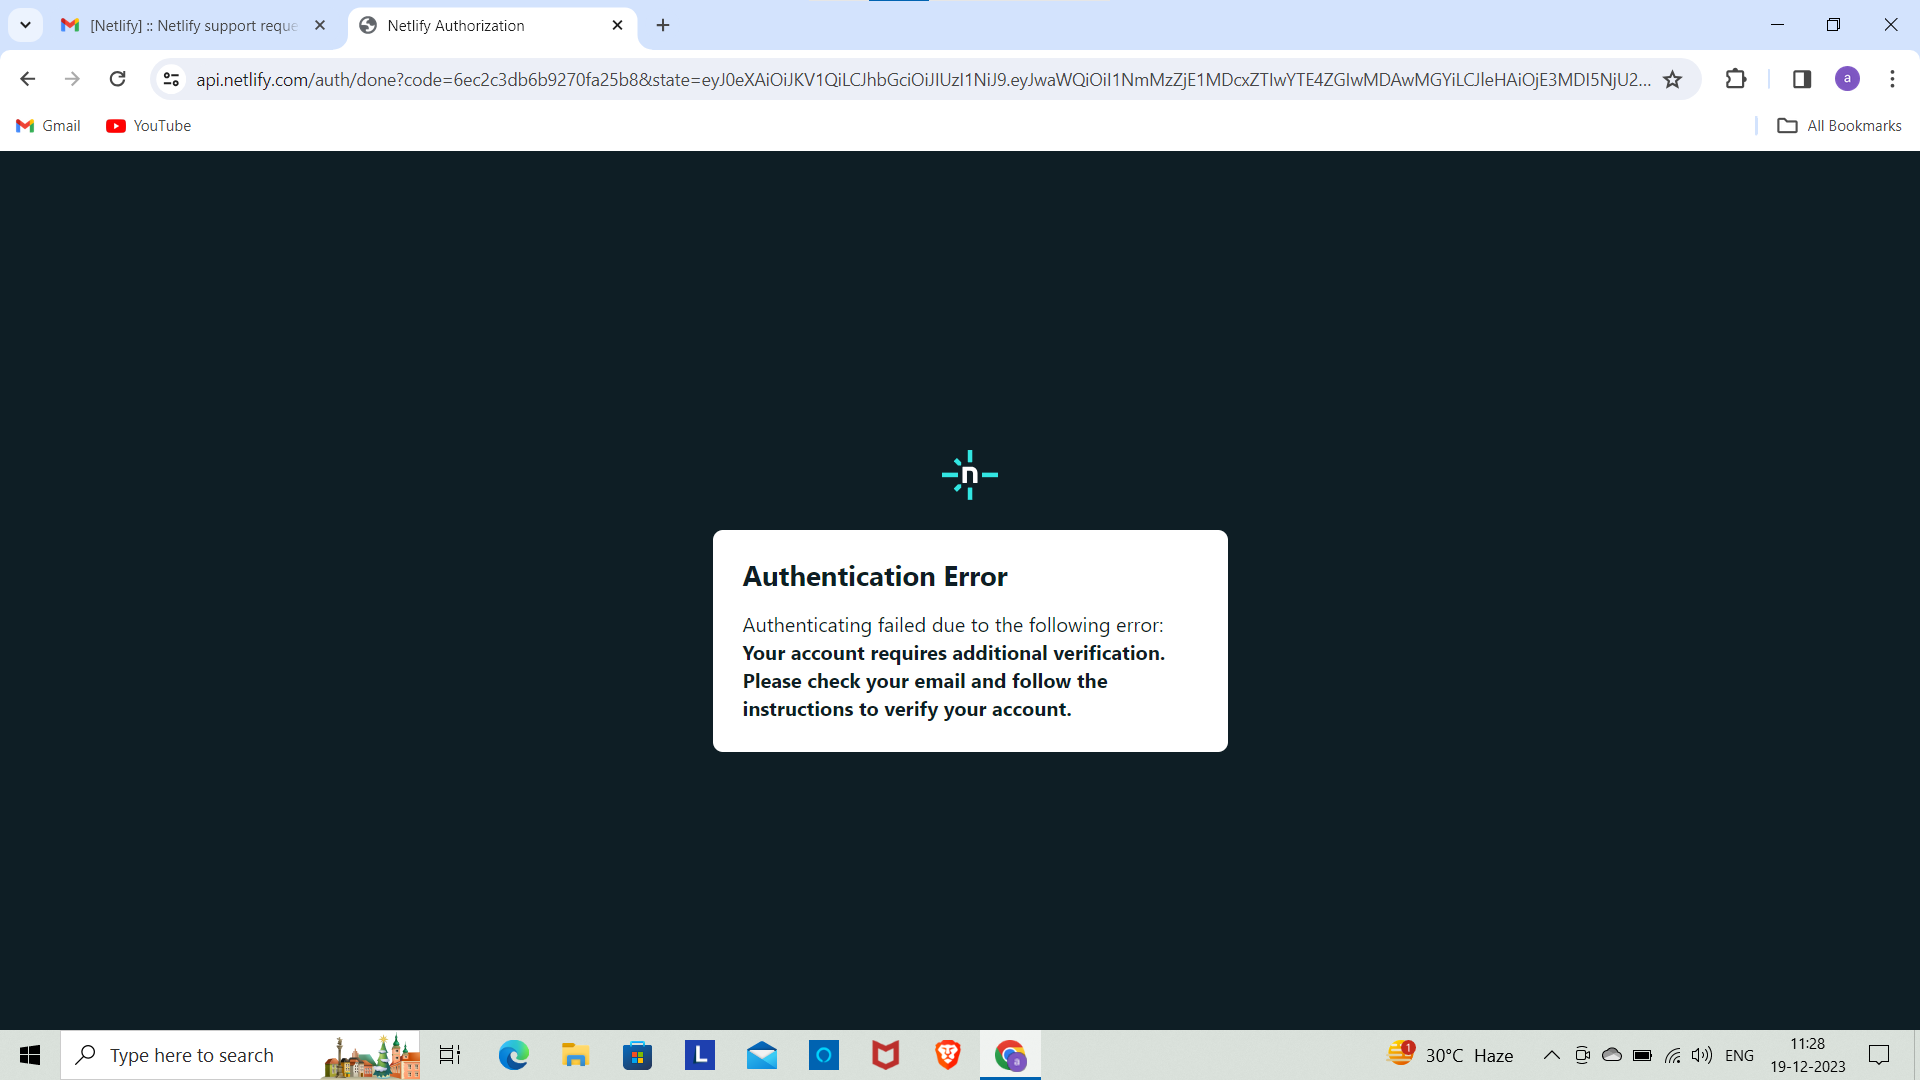 [Netlify] :: Netlify support reque
Netlify Authorization
api.netlify.com/auth/done?code=6ec2c3db6b9270fa25b8&state=eyJ0eXAiOiJKV1QiLCJhbGciOiJIUzI1NiJ9.eyJwaWQiOiI1NmMzZjE1MDcxZTIwYTE4ZGIwMDAwMGYiLCJleHAiOjE3MDI5NjU2...
a
Gmail
YouTube
All Bookmarks
n
Authentication Error
Authenticating failed due to the following error:
Your account requires additional verification.
Please check your email and follow the
instructions to verify your account.
Type here to search
L
a
1
30°C Haze
ENG
11:28
19-12-2023